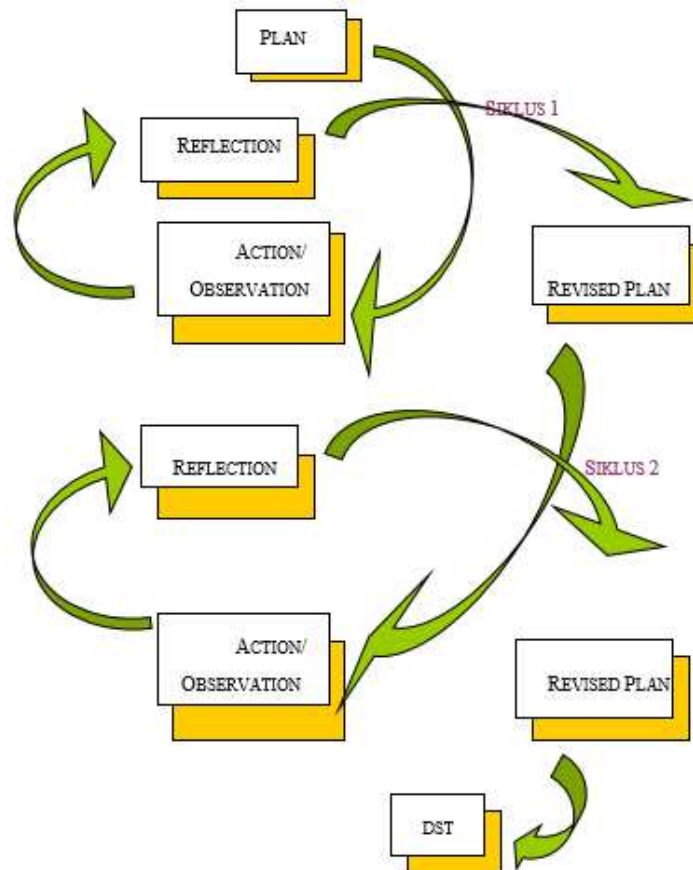 PLAN
SIKLUS 1
REFLECTION
ACTION/
OBSERVATION
REVISED PLAN
REFLECTION
SIKLUS 2
ACTION/
OBSERVATION
REVISED PLAN
DST